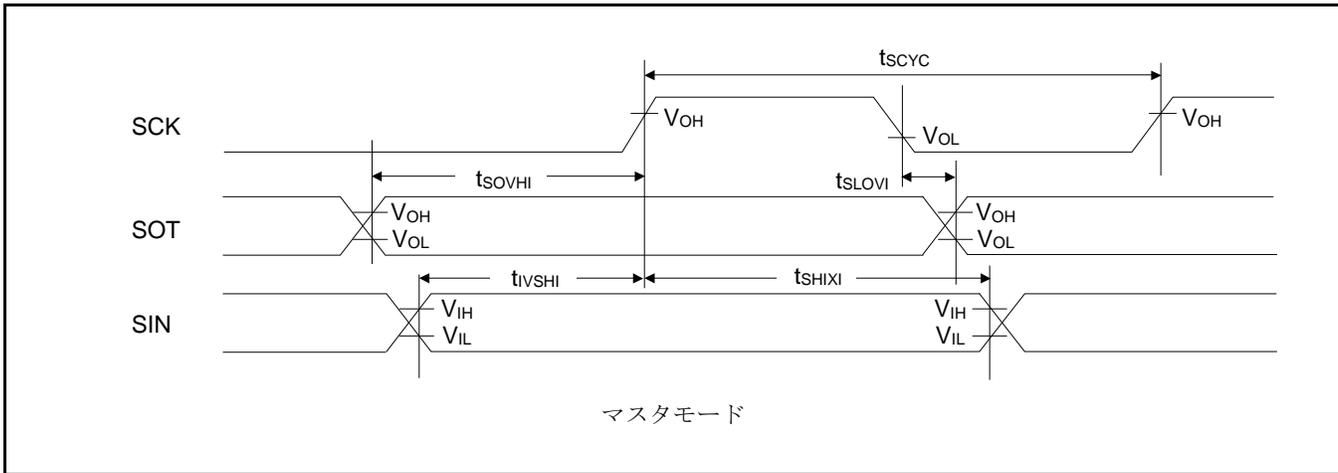 tSCYC
SCK
VOH
VOL
VOH
tSOVHI
tSLOVI
SOT
VOH
VOL
VOH
VOL
tIVSHI
tSHIXI
SIN
VIH
VIL
VIH
VIL
マスタモード